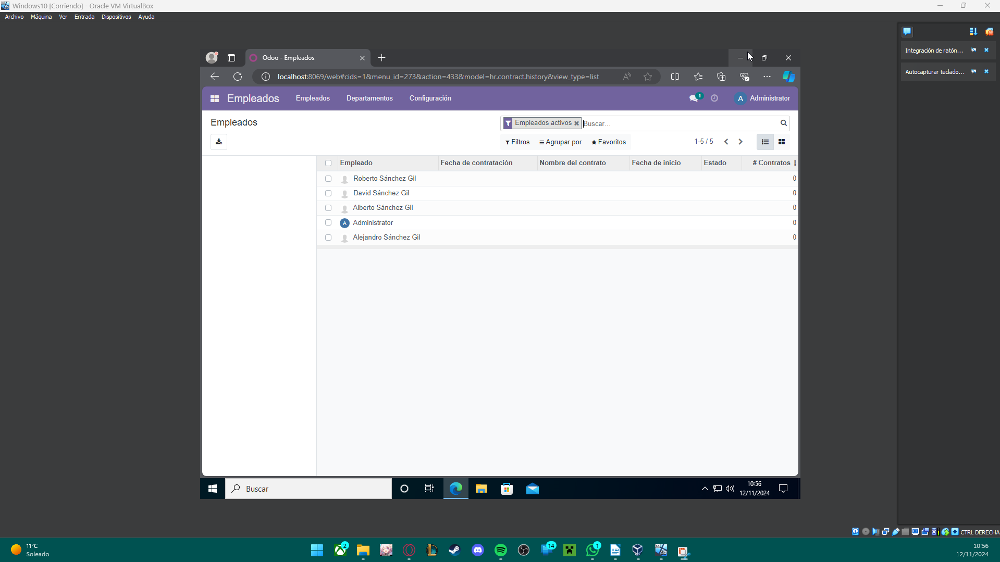 Windows10 [Corriendo] - Oracle VM VirtualBox
Archivo Máquina Ver Entrada Dispositivos Ayuda
Integración de ratón...
Autocapturar teclado...
Odoo - Empleados
localhost:8069/web#cids=1&menu_id=273&action=433&model=hr.contract.history&view_type=list
Empleados Empleados Departamentos Configuración 1 A Administrator
Empleados
Empleados activos Buscar...
Filtros Agrupar por Favoritos 1-5 / 5
Empleado Fecha de contratación Nombre del contrato Fecha de inicio Estado # Contratos
Roberto Sánchez Gil 0
David Sánchez Gil 0
Alberto Sánchez Gil 0
A Administrator 0
Alejandro Sánchez Gil 0
Buscar
10:56
12/11/2024
CTRL DERECHA
11°C
Soleado
2
14
1
10:56
12/11/2024